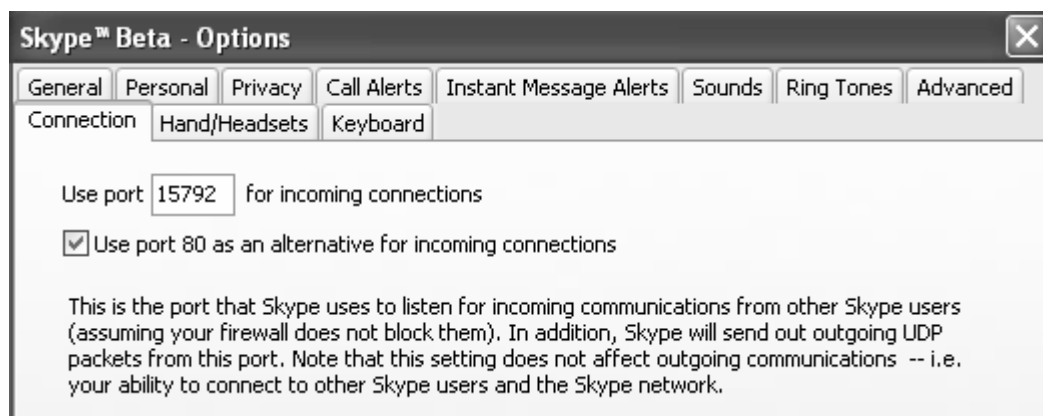 Skype™ Beta - Options
General Personal Privacy Call Alerts Instant Message Alerts Sounds Ring Tones Advanced
Connection Hand/Headsets Keyboard
Use port 15792 for incoming connections
Use port 80 as an alternative for incoming connections
This is the port that Skype uses to listen for incoming communications from other Skype users
(assuming your firewall does not block them). In addition, Skype will send out outgoing UDP
packets from this port. Note that this setting does not affect outgoing communications -- i.e.
your ability to connect to other Skype users and the Skype network.